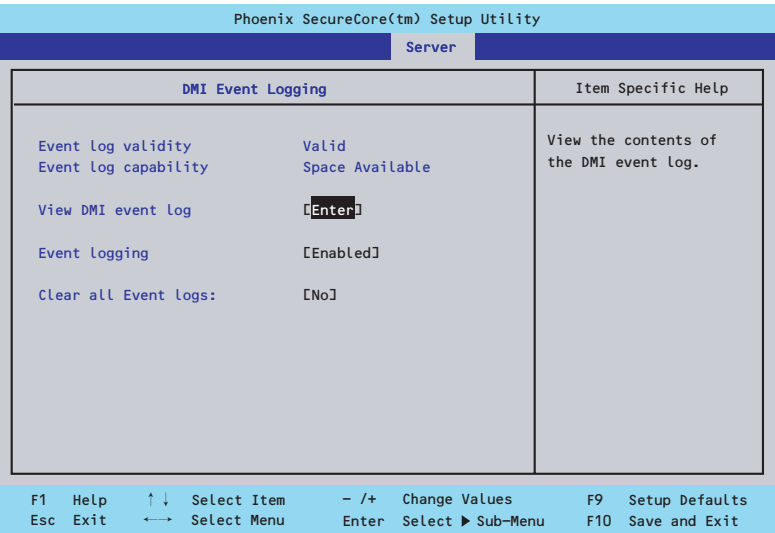 Phoenix SecureCore(tm) Setup Utility
Server
DMI Event Logging
Item Specific Help
Event log validity Valid
Event log capability Space Available
View DMI event log [Enter]
Event logging [Enabled]
Clear all Event logs: [No]
View the contents of
the DMI event log.
F1 Help ↑↓ Select Item - /+ Change Values F9 Setup Defaults
Esc Exit ←→ Select Menu Enter Select ▶ Sub-Menu F10 Save and Exit